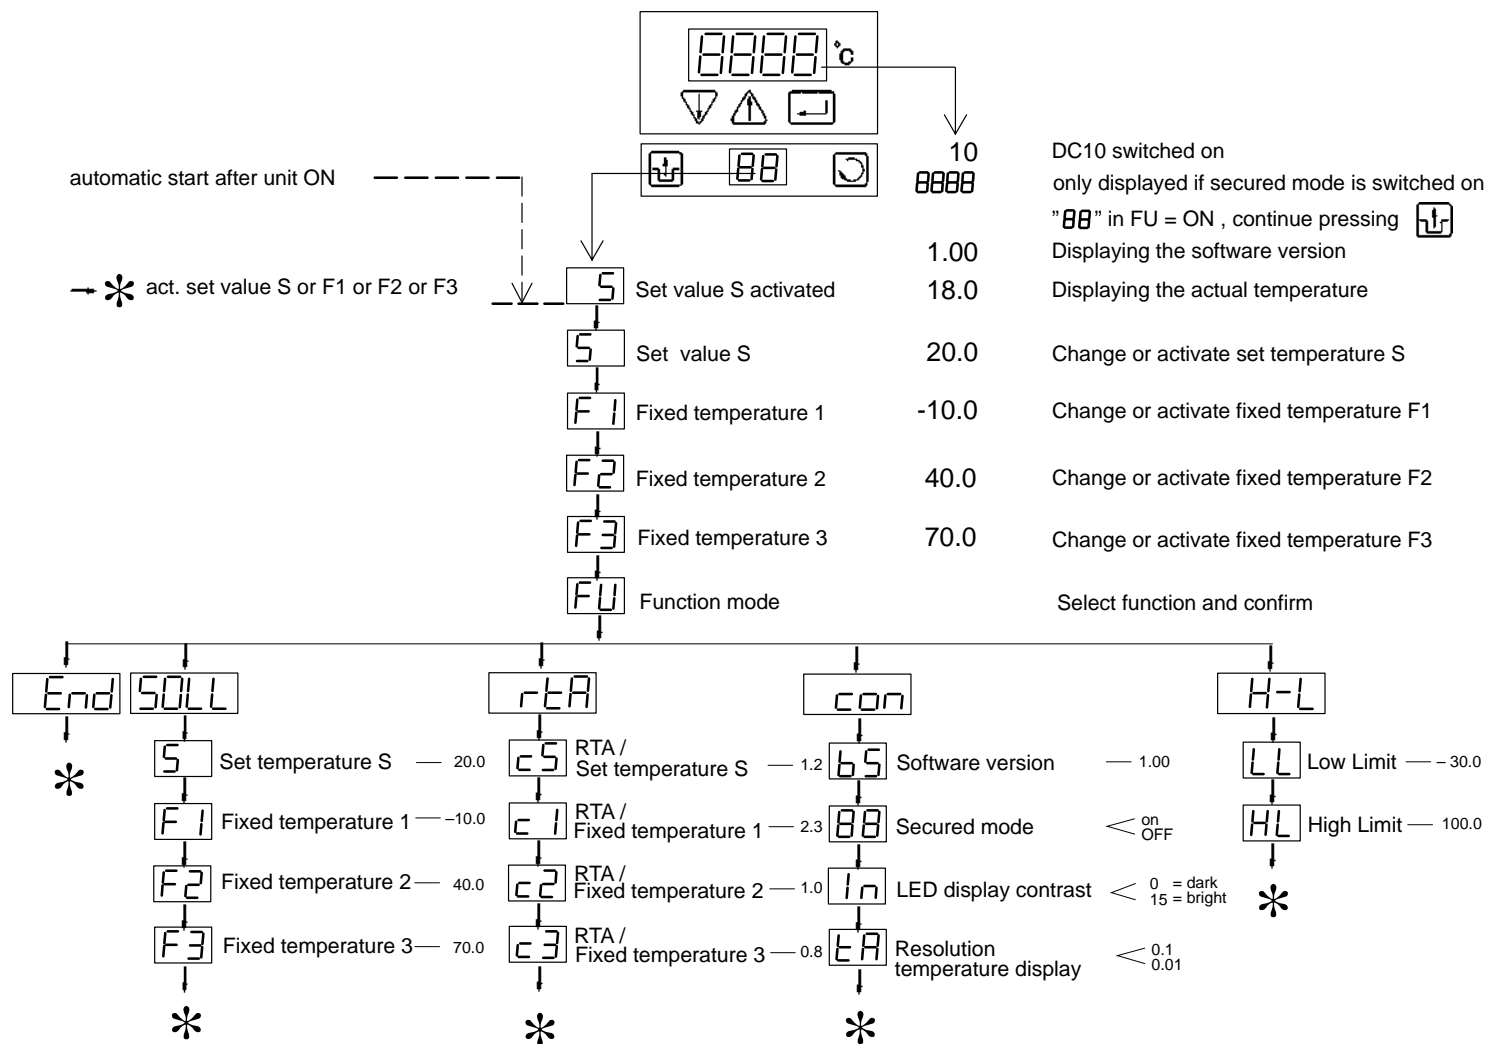 8888 °C
88
10 DC10 switched on
automatic start after unit ON
8888 only displayed if secured mode is switched on
"88" in FU = ON , continue pressing
1.00 Displaying the software version
act. set value S or F1 or F2 or F3
S Set value S activated 18.0 Displaying the actual temperature
S Set value S 20.0 Change or activate set temperature S
F1 Fixed temperature 1 -10.0 Change or activate fixed temperature F1
F2 Fixed temperature 2 40.0 Change or activate fixed temperature F2
F3 Fixed temperature 3 70.0 Change or activate fixed temperature F3
FU Function mode Select function and confirm
End SOLL rtA con H-L
S Set temperature S 20.0
F1 Fixed temperature 1 –10.0
F2 Fixed temperature 2 40.0
F3 Fixed temperature 3 70.0
cS RTA /
Set temperature S 1.2
c1 RTA /
Fixed temperature 1 2.3
c2 RTA /
Fixed temperature 2 1.0
c3 RTA /
Fixed temperature 3 0.8
bS Software version 1.00
88 Secured mode on
OFF
In LED display contrast 0 = dark
15 = bright
tA Resolution
temperature display
0.1
0.01
LL Low Limit – 30.0
HL High Limit 100.0